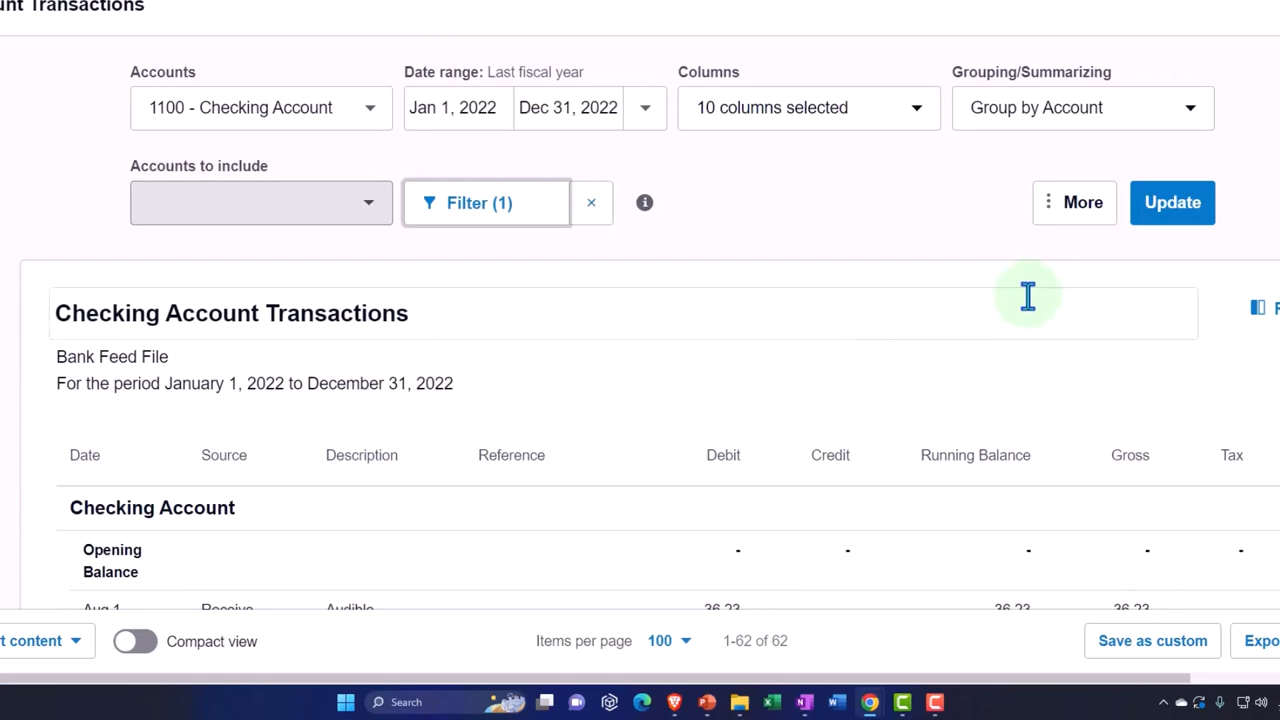 unt Transactions
Accounts
Date range: Last fiscal year
Columns
Grouping/Summarizing
1100 - Checking Account
Jan 1, 2022
Dec 31, 2022
10 columns selected
Group by Account
Accounts to include
Filter (1)
More
Update
Checking Account Transactions
Bank Feed File
For the period January 1, 2022 to December 31, 2022
Date Source Description Reference Debit Credit Running Balance Gross Tax
Checking Account
Opening Balance - - - - -
Aug 1 Receive Audible 36.23 36.23 36.23
rt content
Compact view
Items per page 100 1-62 of 62
Save as custom
Expo
Search